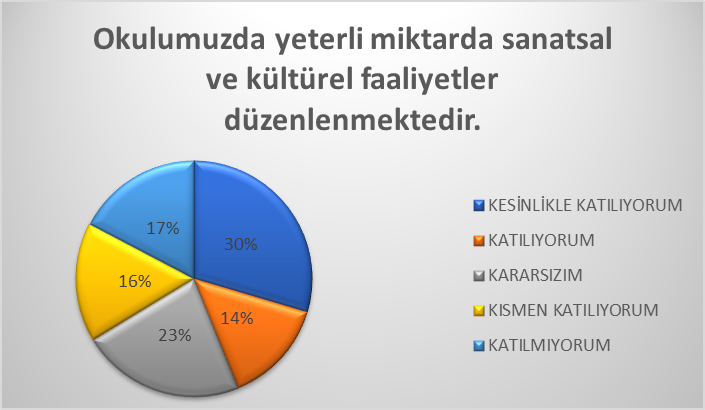 Okulumuzda yeterli miktarda sanatsal
ve kültürel faaliyetler
düzenlenmektedir.
17%
30%
16%
14%
23%
KESİNLİKLE KATILIYORUM
KATILIYORUM
KARARSIZIM
KISMEN KATILIYORUM
KATILMIYORUM